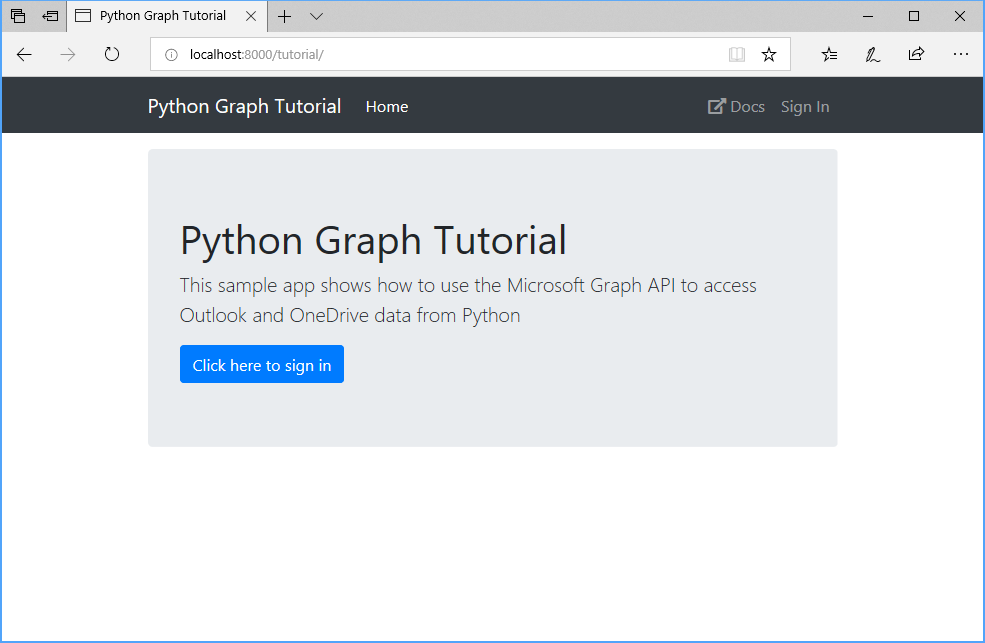 Python Graph Tutorial
localhost:8000/tutorial/
Python Graph Tutorial Home Docs Sign In
Python Graph Tutorial
This sample app shows how to use the Microsoft Graph API to access
Outlook and OneDrive data from Python
Click here to sign in